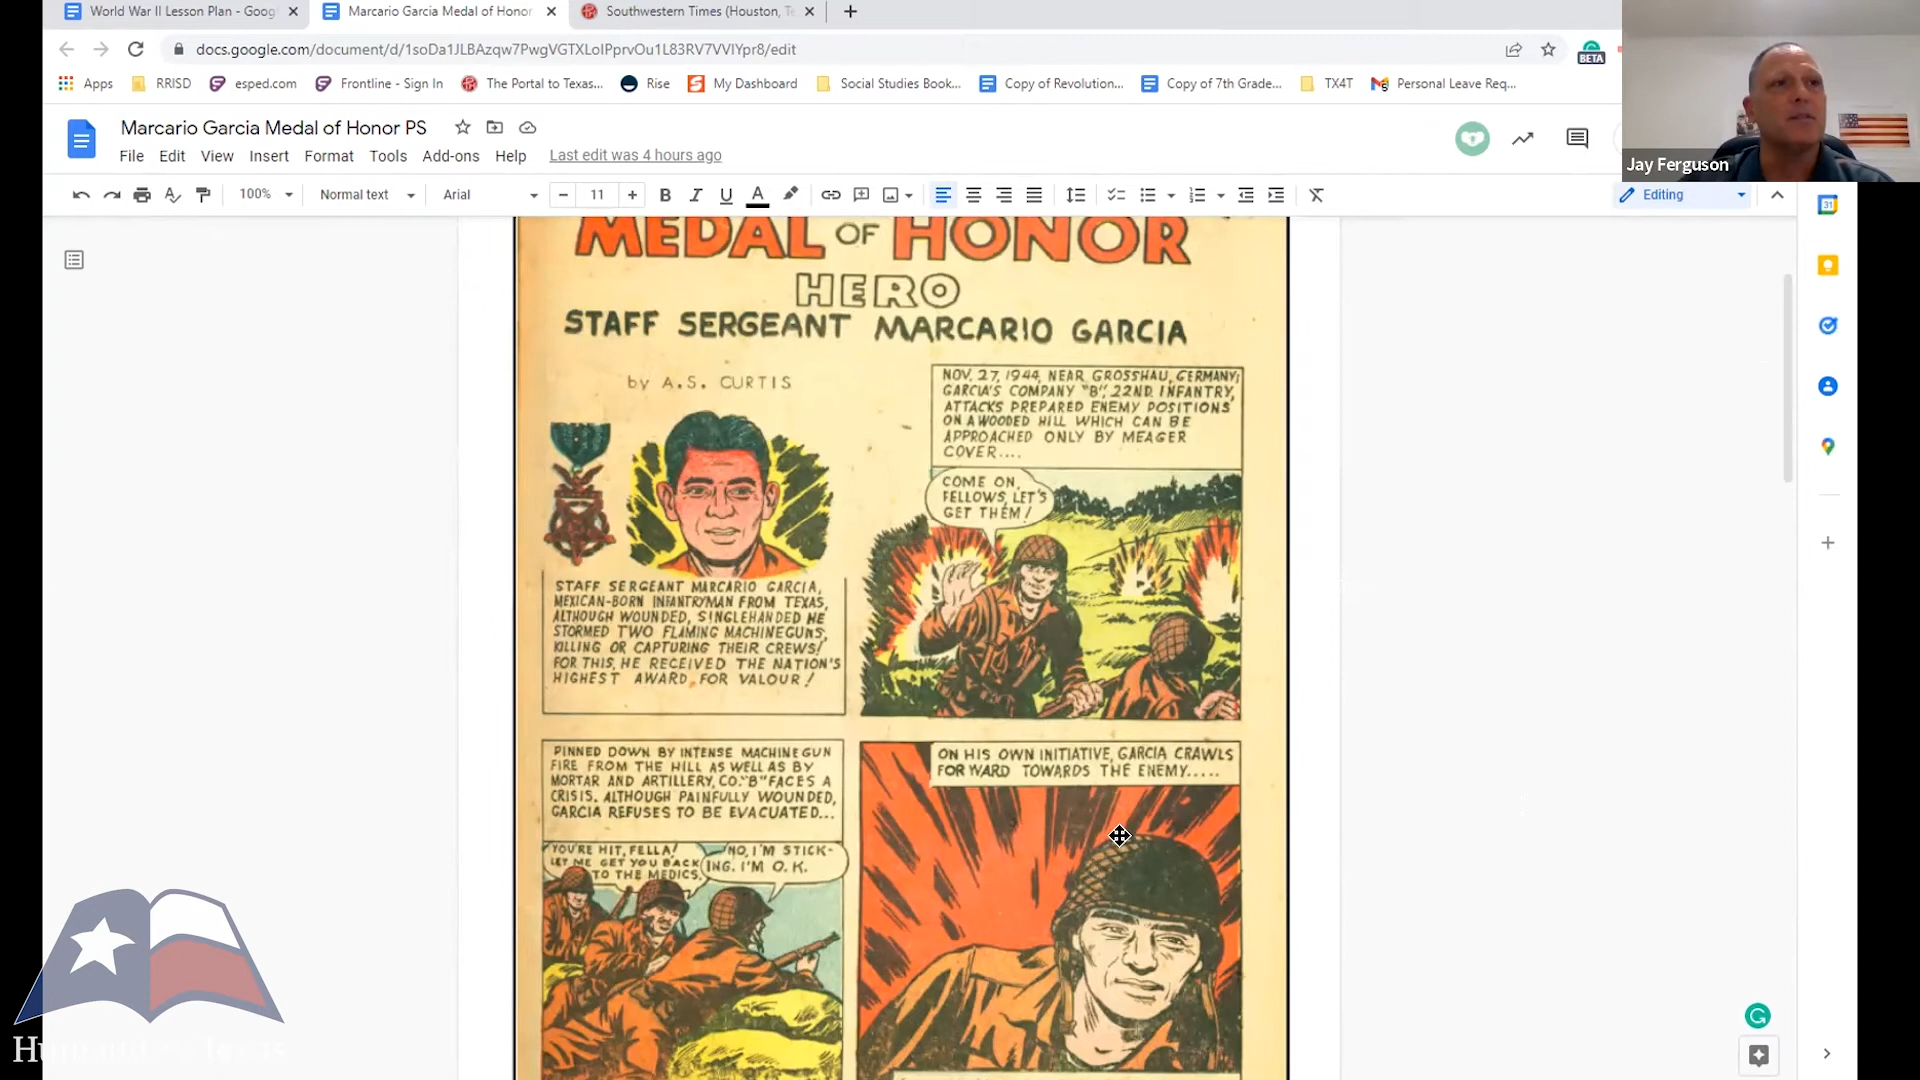 World War II Lesson Plan - Goog
Marcario Garcia Medal of Honor
Southwestern Times (Houston, Te
docs.google.com/document/d/1soDa1JLBAzqw7PwgVGTXLoIPprvOu1L83RV7VVlYpr8/edit
BETA
Apps
RRISD
esped.com
Frontline - Sign In
The Portal to Texas...
Rise
My Dashboard
Social Studies Book...
Copy of Revolution...
Copy of 7th Grade...
TX4T
Personal Leave Req...
Marcario Garcia Medal of Honor PS
File Edit View Insert Format Tools Add-ons Help Last edit was 4 hours ago
Jay Ferguson
100% Normal text Arial 11 Editing
31
MEDAL OF HONOR
HERO
STAFF SERGEANT MARCARIO GARCIA
by A.S. CURTIS
NOV. 27, 1944, NEAR GROSSHAU, GERMANY;
GARCIA'S COMPANY "B", 22ND INFANTRY,
ATTACKS PREPARED ENEMY POSITIONS
ON A WOODED HILL WHICH CAN BE
APPROACHED ONLY BY MEAGER
COVER....
COME ON,
FELLOWS, LET'S
GET THEM!
STAFF SERGEANT MARCARIO GARCIA,
MEXICAN-BORN INFANTRYMAN FROM TEXAS,
ALTHOUGH WOUNDED, SINGLEHANDED HE
STORMED TWO FLAMING MACHINEGUNS,
KILLING OR CAPTURING THEIR CREWS!
FOR THIS, HE RECEIVED THE NATION'S
HIGHEST AWARD FOR VALOUR!
PINNED DOWN BY INTENSE MACHINE GUN
FIRE FROM THE HILL AS WELL AS BY
MORTAR AND ARTILLERY, CO. "B" FACES A
CRISIS. ALTHOUGH PAINFULLY WOUNDED,
GARCIA REFUSES TO BE EVACUATED...
YOU'RE HIT, FELLA!
LET ME GET YOU BACK
TO THE MEDICS.
NO, I'M STICK-
ING. I'M O.K.
ON HIS OWN INITIATIVE, GARCIA CRAWLS
FORWARD TOWARDS THE ENEMY.....